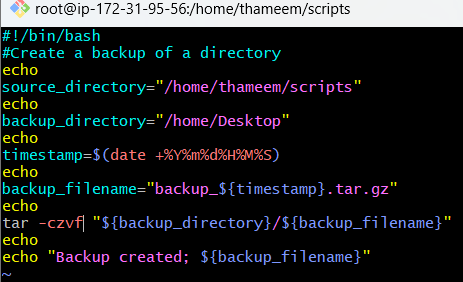 root@ip-172-31-95-56:/home/thameem/scripts
#!/bin/bash
#Create a backup of a directory
echo
source_directory="/home/thameem/scripts"
echo
backup_directory="/home/Desktop"
echo
timestamp=$(date +%Y%m%d%H%M%S)
echo
backup_filename="backup_${timestamp}.tar.gz"
echo
tar -czvf "${backup_directory}/${backup_filename}"
echo
echo "Backup created; ${backup_filename}"
~